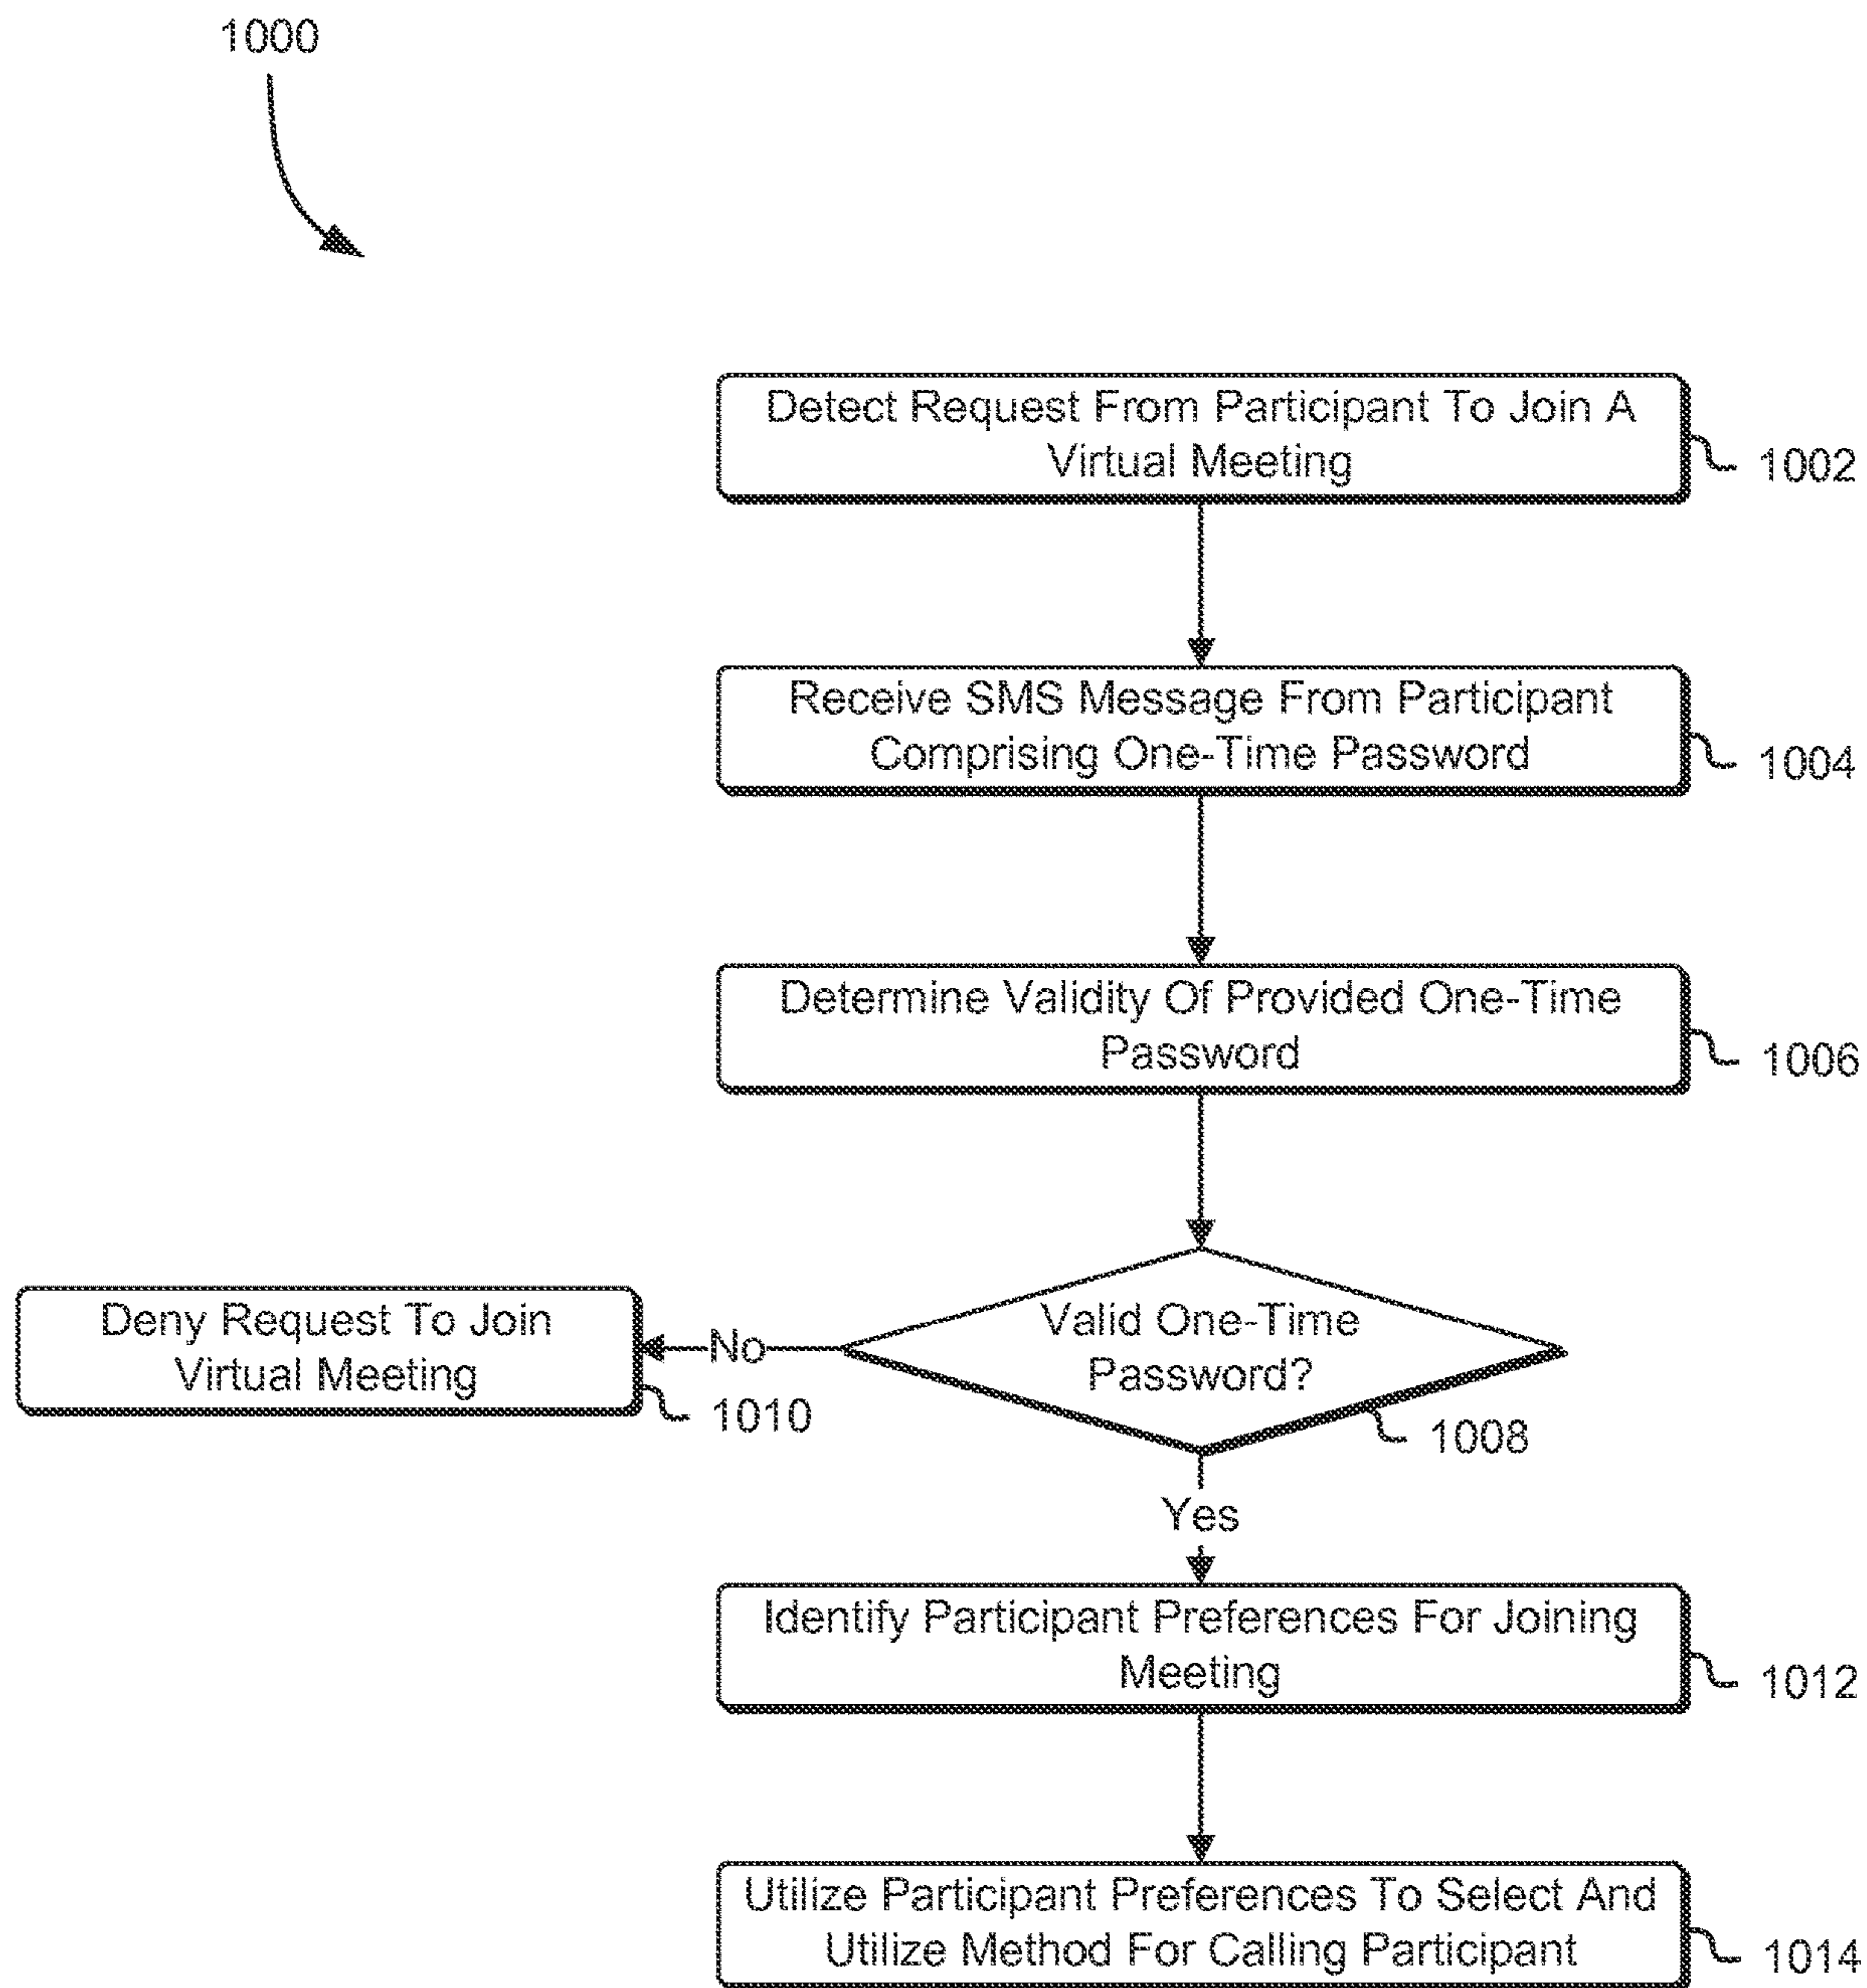 1000
Detect Request From Participant To Join A
Virtual Meeting
1002
Receive SMS Message From Participant
Comprising One-Time Password
1004
Determine Validity Of Provided One-Time
Password
1006
Valid One-Time
Password?
1008
No
Deny Request To Join
Virtual Meeting
1010
Yes
Identify Participant Preferences For Joining
Meeting
1012
Utilize Participant Preferences To Select And
Utilize Method For Calling Participant
1014